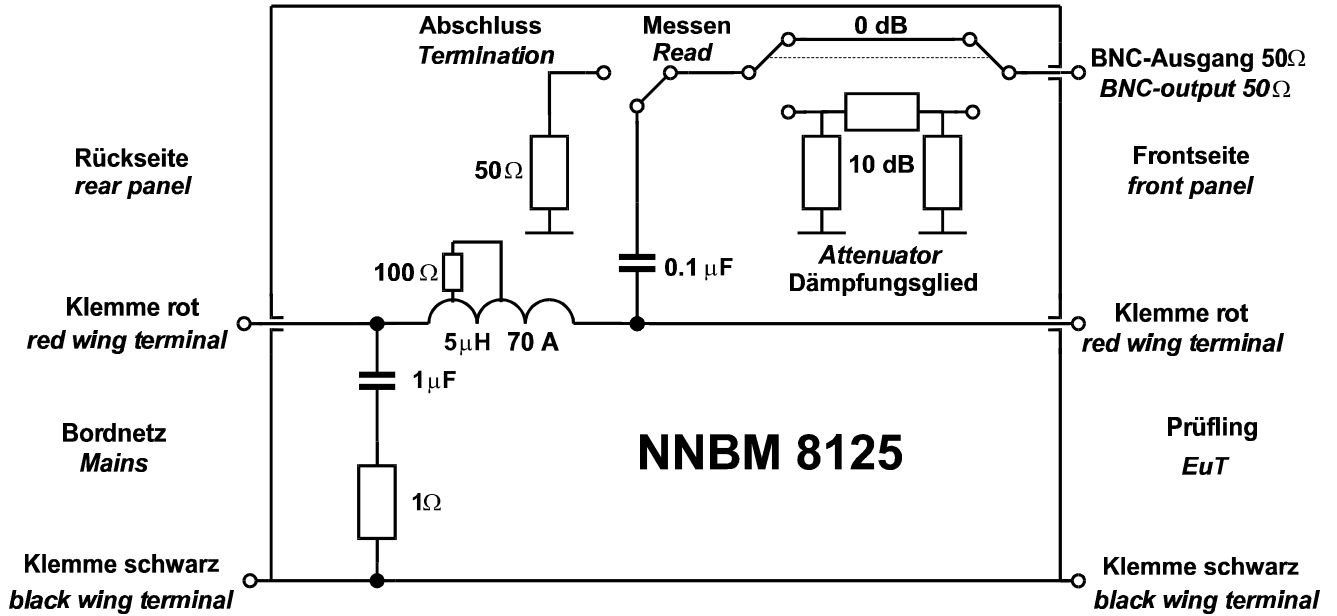 Abschluss
Termination
Messen
Read
0 dB
BNC-Ausgang 50Ω
BNC-output 50Ω
Rückseite
rear panel
50Ω
10 dB
Frontseite
front panel
Attenuator
Dämpfungsglied
100 Ω
0.1 μF
Klemme rot
red wing terminal
5μH 70 A
Klemme rot
red wing terminal
1μF
Bordnetz
Mains
NNBM 8125
Prüfling
EuT
1Ω
Klemme schwarz
black wing terminal
Klemme schwarz
black wing terminal